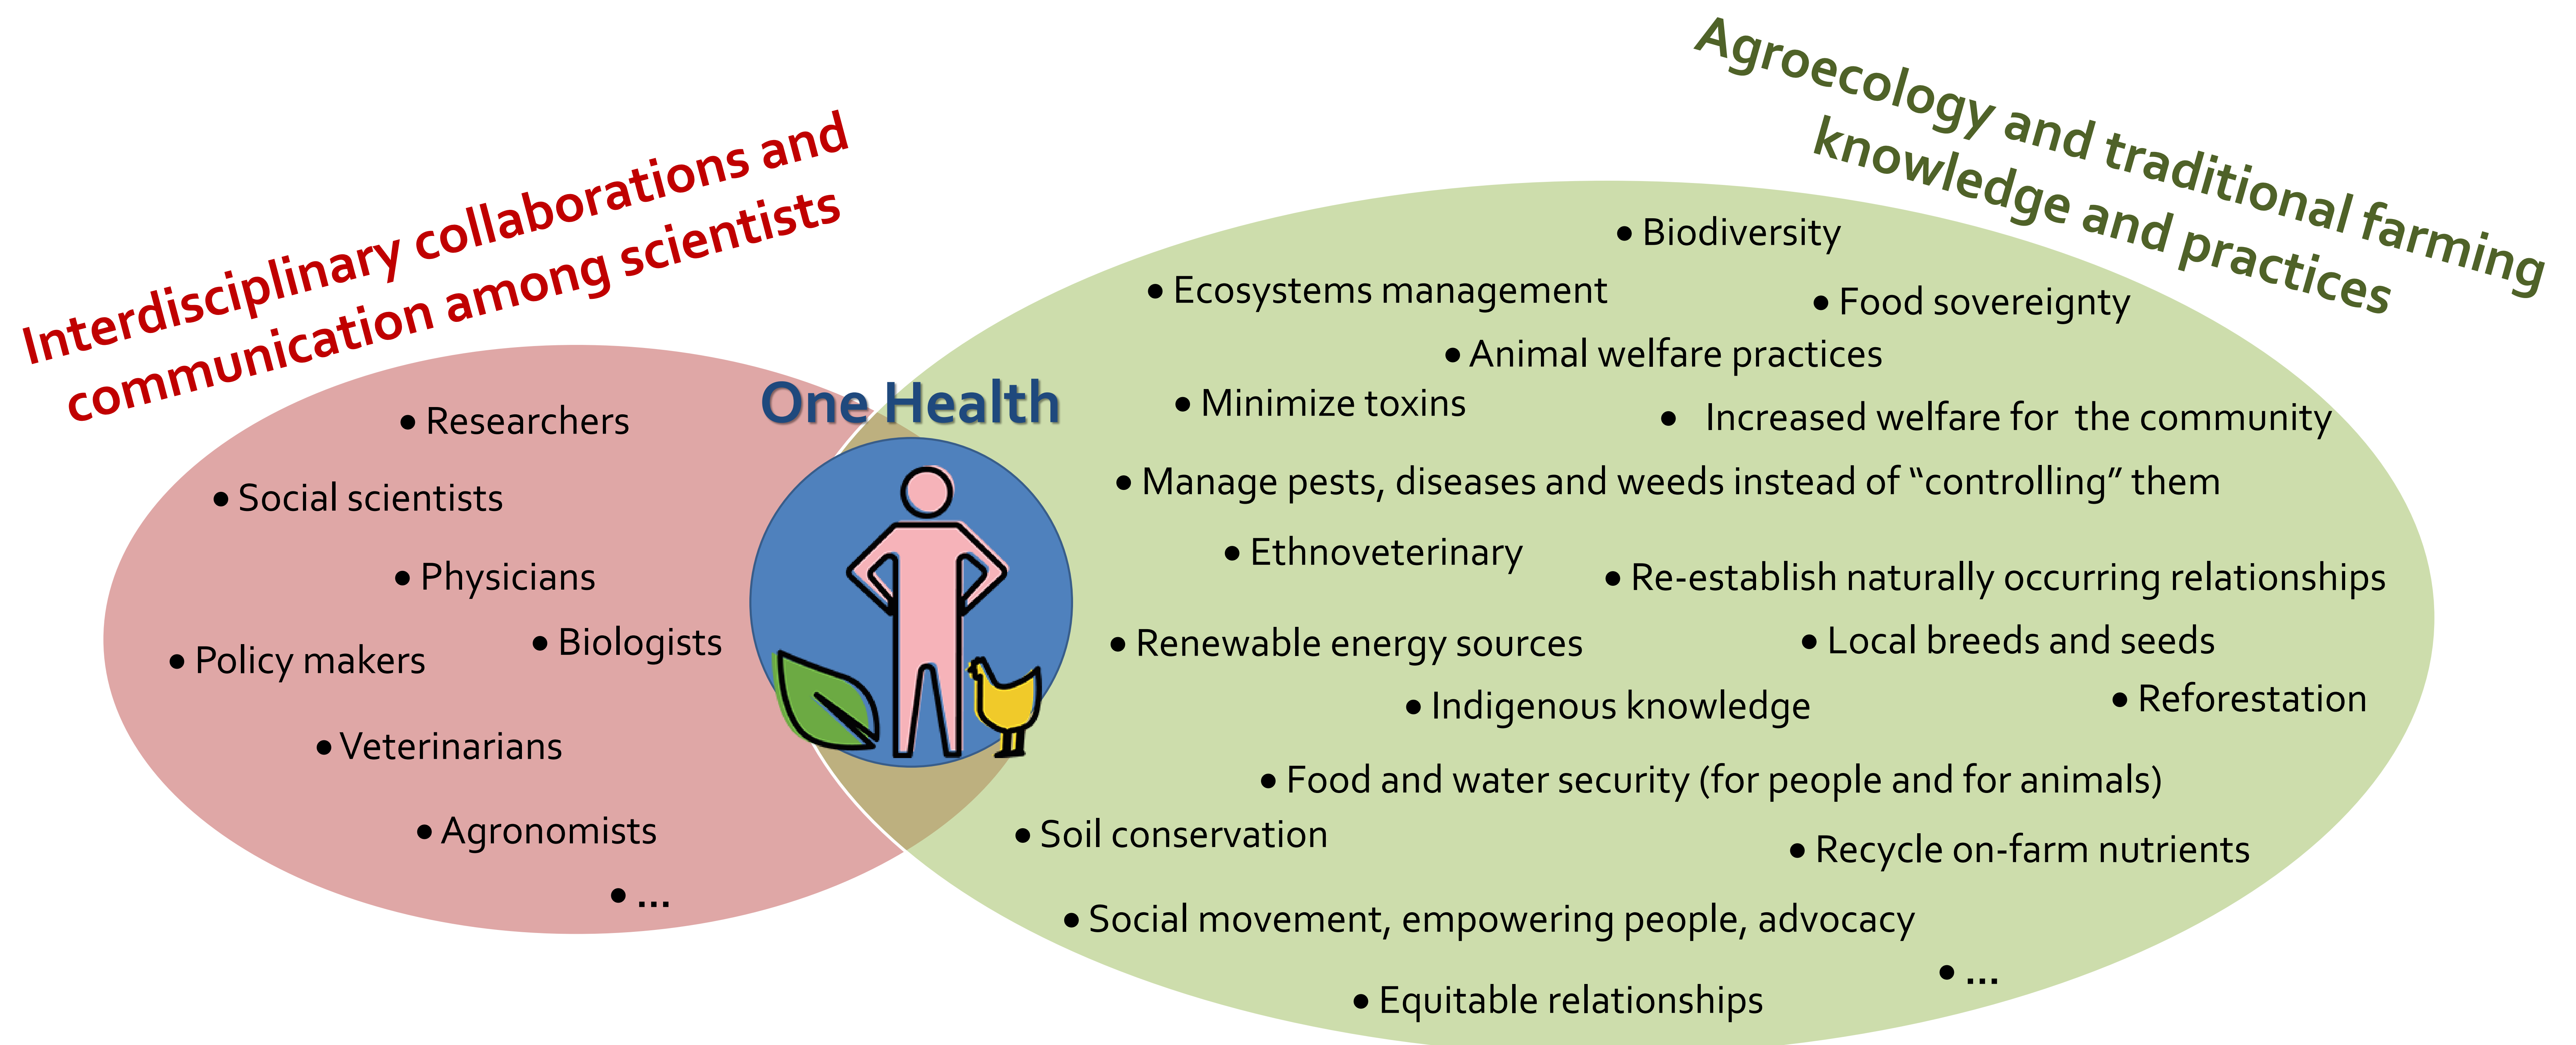 Interdisciplinary collaborations and
communication among scientists
• Researchers
• Social scientists
• Physicians
• Biologists
• Policy makers
• Veterinarians
• Agronomists
• ...
One Health
Agroecology and traditional farming
knowledge and practices
• Biodiversity
• Ecosystems management
• Food sovereignty
• Animal welfare practices
• Minimize toxins
• Increased welfare for the community
• Manage pests, diseases and weeds instead of “controlling” them
• Ethnoveterinary
• Re-establish naturally occurring relationships
• Renewable energy sources
• Local breeds and seeds
• Indigenous knowledge
• Reforestation
• Food and water security (for people and for animals)
• Soil conservation
• Recycle on-farm nutrients
• Social movement, empowering people, advocacy
• ...
• Equitable relationships